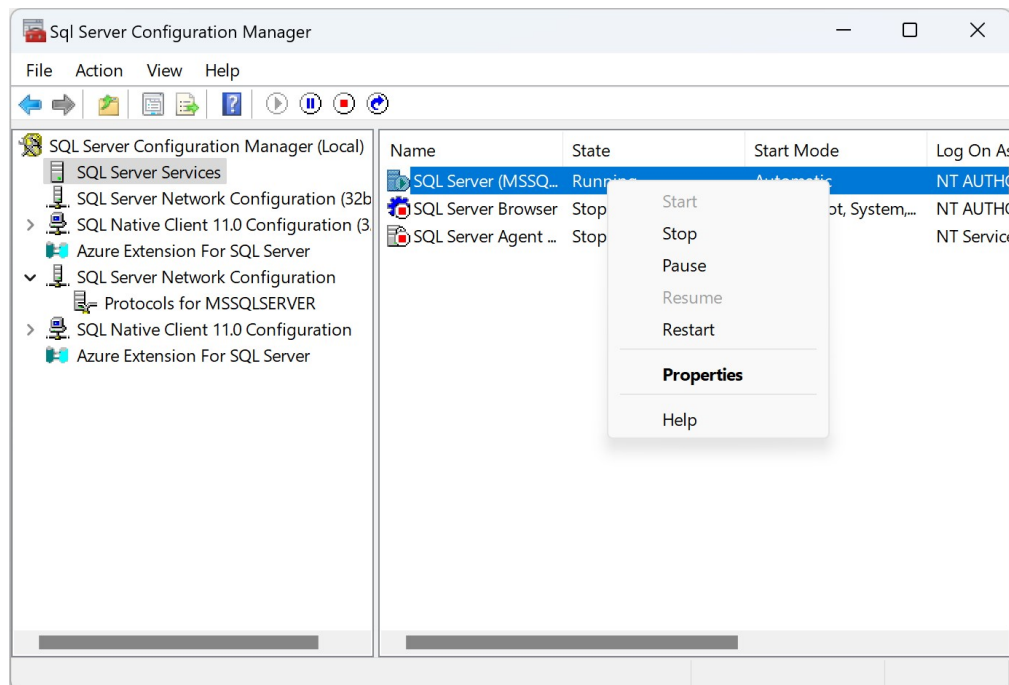 Sql Server Configuration Manager
File Action View Help
SQL Server Configuration Manager (Local)
SQL Server Services
SQL Server Network Configuration (32b
SQL Native Client 11.0 Configuration (3
Azure Extension For SQL Server
SQL Server Network Configuration
Protocols for MSSQLSERVER
SQL Native Client 11.0 Configuration
Azure Extension For SQL Server
Name State Start Mode Log On As
SQL Server (MSSQ... Running Automatic NT AUTHO
SQL Server Browser Stop ot, System,... NT AUTHO
SQL Server Agent ... Stop NT Service
Start
Stop
Pause
Resume
Restart
Properties
Help